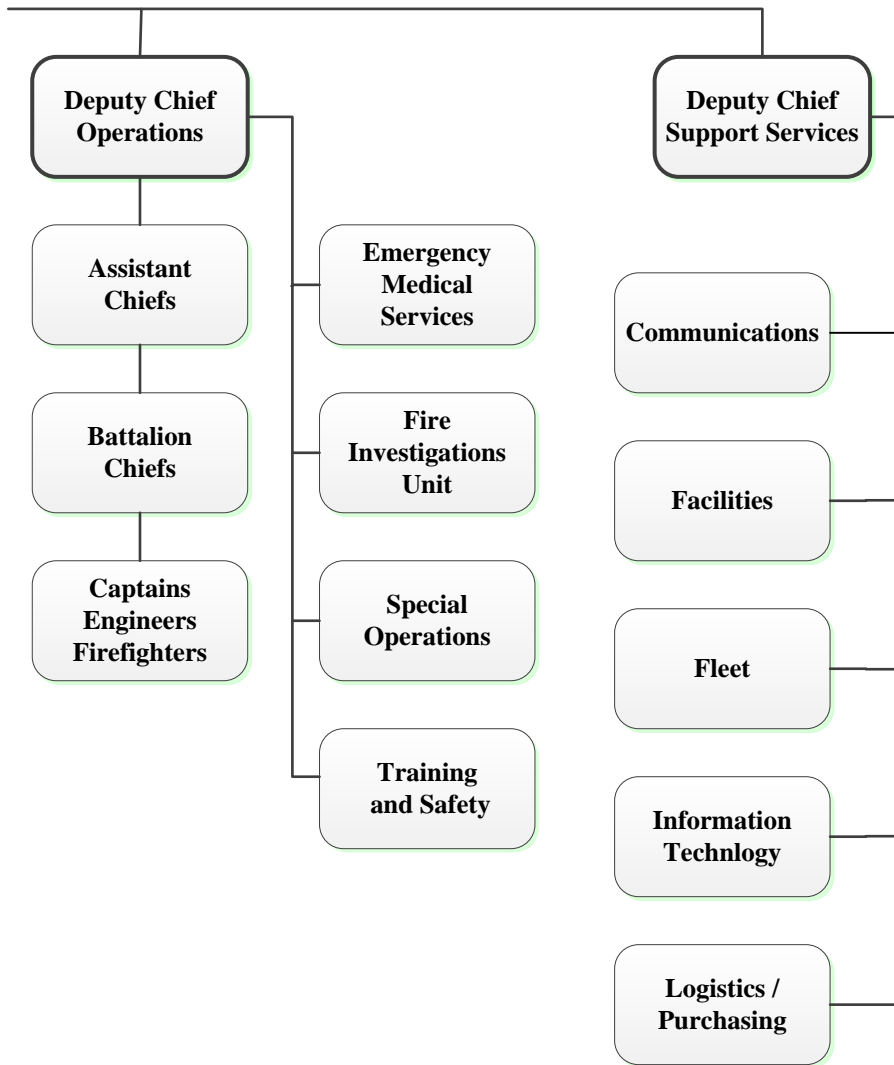 Deputy Chief
Operations
Deputy Chief
Support Services
Assistant
Chiefs
Battalion
Chiefs
Captains
Engineers
Firefighters
Emergency
Medical
Services
Fire
Investigations
Unit
Special
Operations
Training
and Safety
Communications
Facilities
Fleet
Information
Technlogy
Logistics /
Purchasing